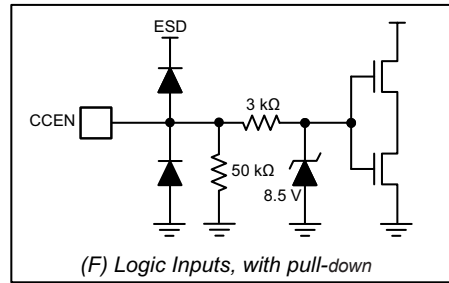 ESD
CCEN
3 kΩ
50 kΩ
8.5 V
(F) Logic Inputs, with pull-down